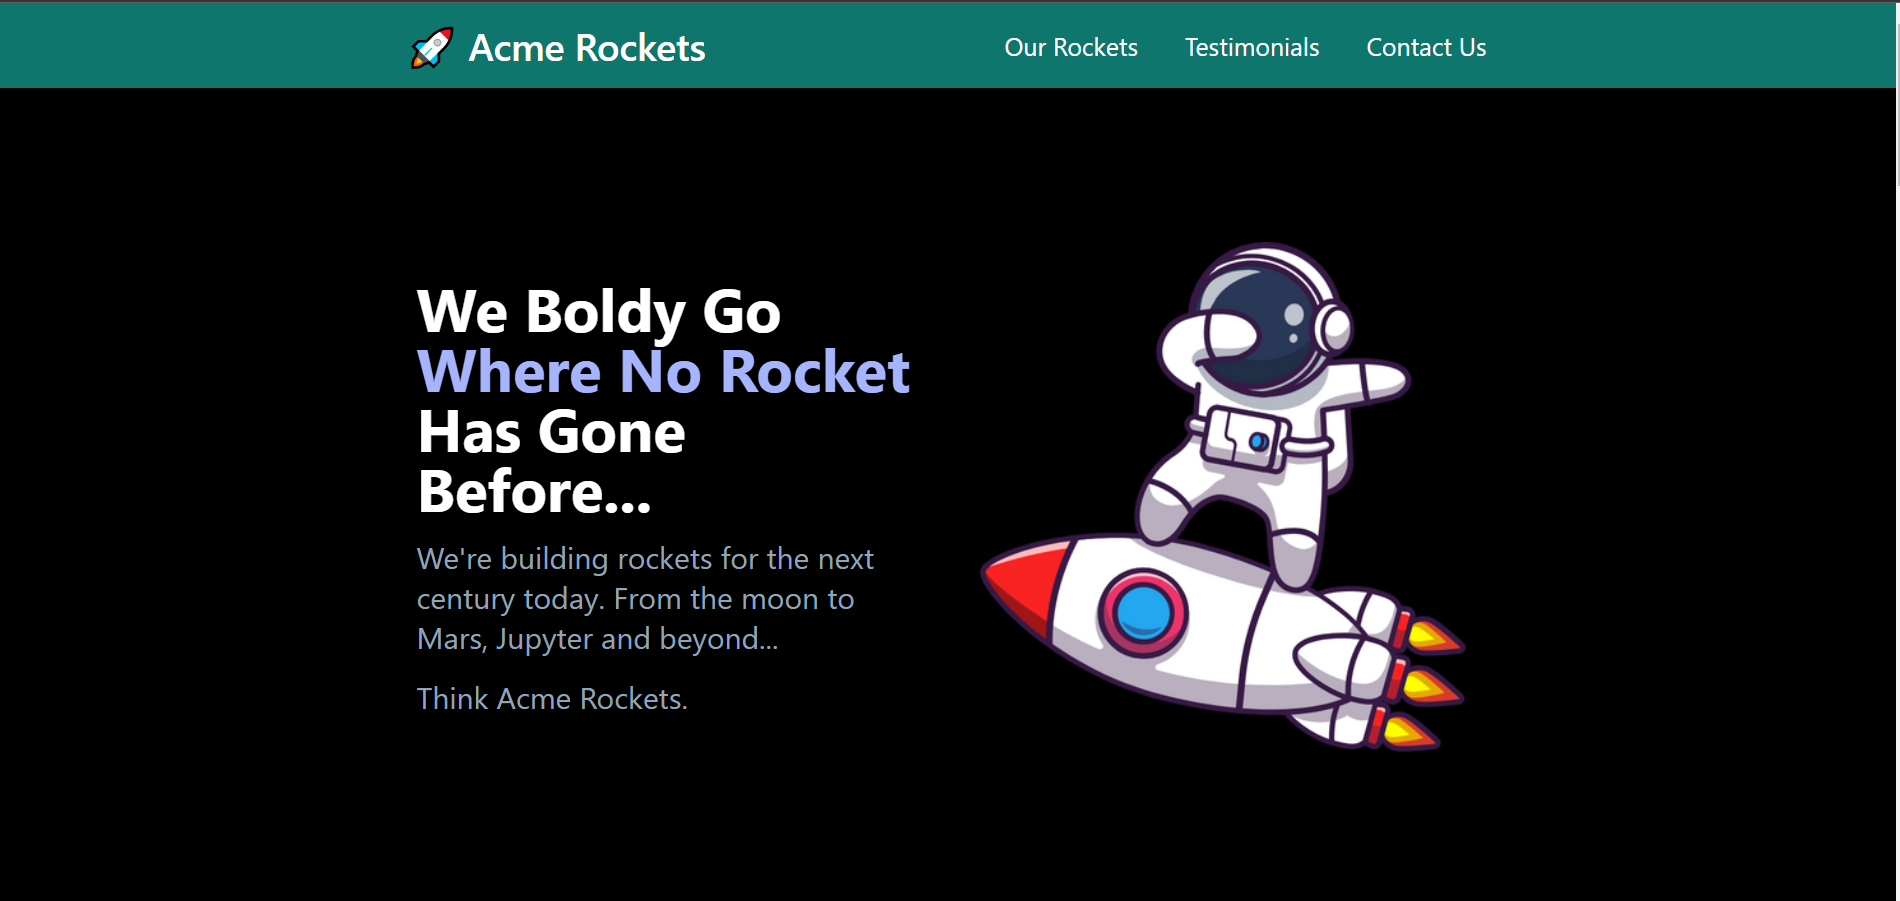 Acme Rockets
Our Rockets
Testimonials
Contact Us
We Boldy Go
Where No Rocket
Has Gone
Before...
We're building rockets for the next
century today. From the moon to
Mars, Jupyter and beyond...
Think Acme Rockets.